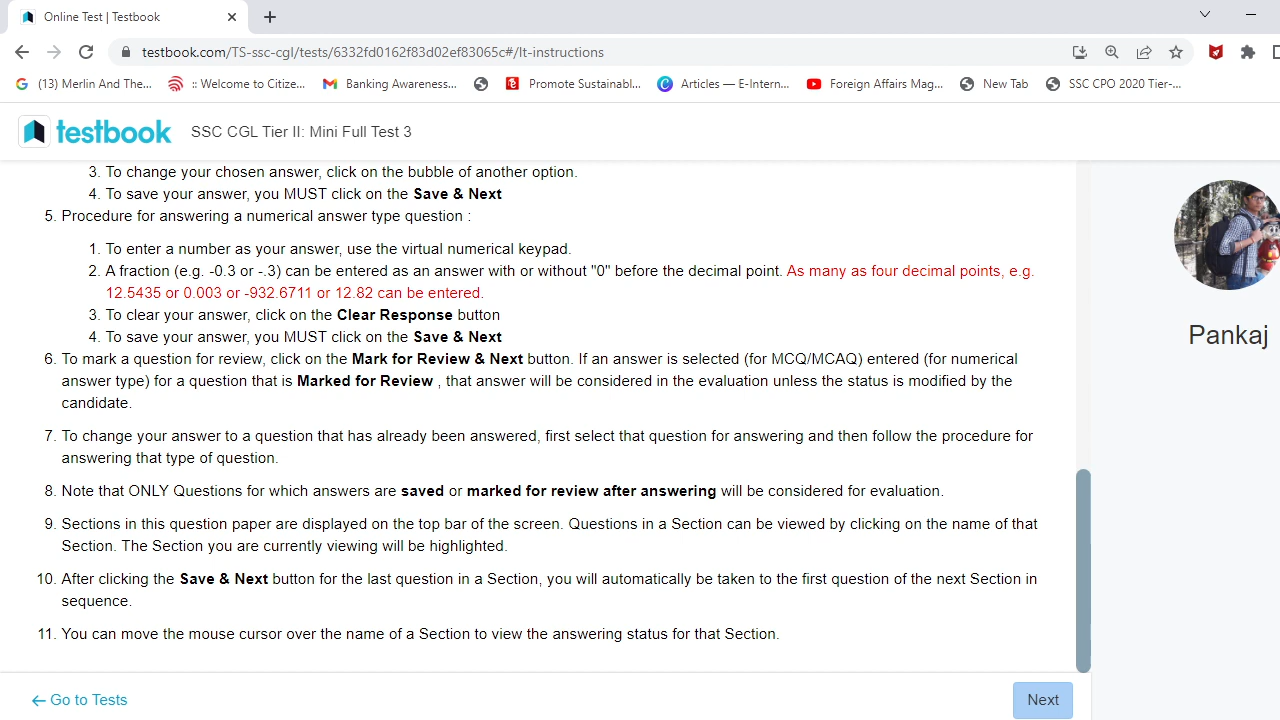 Online Test | Testbook
testbook.com/TS-ssc-cgl/tests/6332fd0162f83d02ef83065c#/lt-instructions
(13) Merlin And The... :: Welcome to Citize... Banking Awareness... Promote Sustainabl... Articles — E-Intern... Foreign Affairs Mag... New Tab SSC CPO 2020 Tier-...
testbook SSC CGL Tier II: Mini Full Test 3
3. To change your chosen answer, click on the bubble of another option.
4. To save your answer, you MUST click on the Save & Next
5. Procedure for answering a numerical answer type question :
1. To enter a number as your answer, use the virtual numerical keypad.
2. A fraction (e.g. -0.3 or -.3) can be entered as an answer with or without "0" before the decimal point. As many as four decimal points, e.g.
12.5435 or 0.003 or -932.6711 or 12.82 can be entered.
3. To clear your answer, click on the Clear Response button
4. To save your answer, you MUST click on the Save & Next
6. To mark a question for review, click on the Mark for Review & Next button. If an answer is selected (for MCQ/MCAQ) entered (for numerical
answer type) for a question that is Marked for Review , that answer will be considered in the evaluation unless the status is modified by the
candidate.
7. To change your answer to a question that has already been answered, first select that question for answering and then follow the procedure for
answering that type of question.
8. Note that ONLY Questions for which answers are saved or marked for review after answering will be considered for evaluation.
9. Sections in this question paper are displayed on the top bar of the screen. Questions in a Section can be viewed by clicking on the name of that
Section. The Section you are currently viewing will be highlighted.
10. After clicking the Save & Next button for the last question in a Section, you will automatically be taken to the first question of the next Section in
sequence.
11. You can move the mouse cursor over the name of a Section to view the answering status for that Section.
Pankaj
← Go to Tests
Next